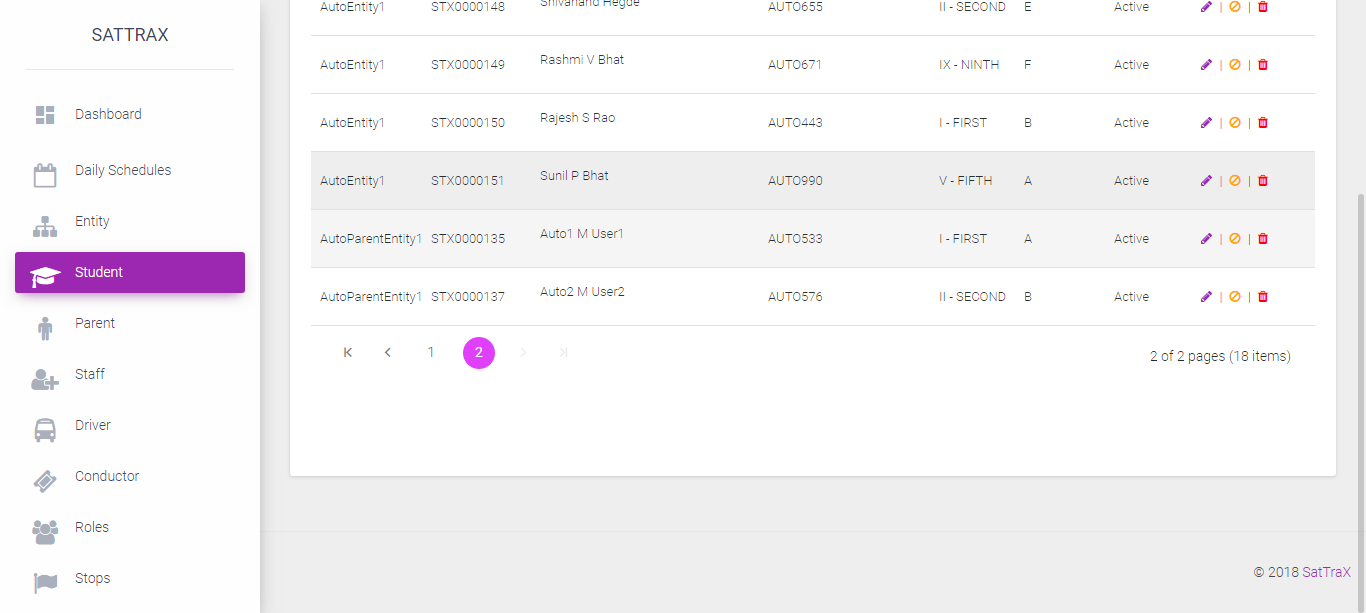 SATTRAX
Dashboard
Daily Schedules
Entity
Student
Parent
Staff
Driver
Conductor
Roles
Stops
AutoEntity1 STX0000148 Shivanand Hegde AUTO655 II - SECOND E Active | |
AutoEntity1 STX0000149 Rashmi V Bhat AUTO671 IX - NINTH F Active | |
AutoEntity1 STX0000150 Rajesh S Rao AUTO443 I - FIRST B Active | |
AutoEntity1 STX0000151 Sunil P Bhat AUTO990 V - FIFTH A Active | |
AutoParentEntity1 STX0000135 Auto1 M User1 AUTO533 I - FIRST A Active | |
AutoParentEntity1 STX0000137 Auto2 M User2 AUTO576 II - SECOND B Active | |
1 2
2 of 2 pages (18 items)
© 2018 SatTraX